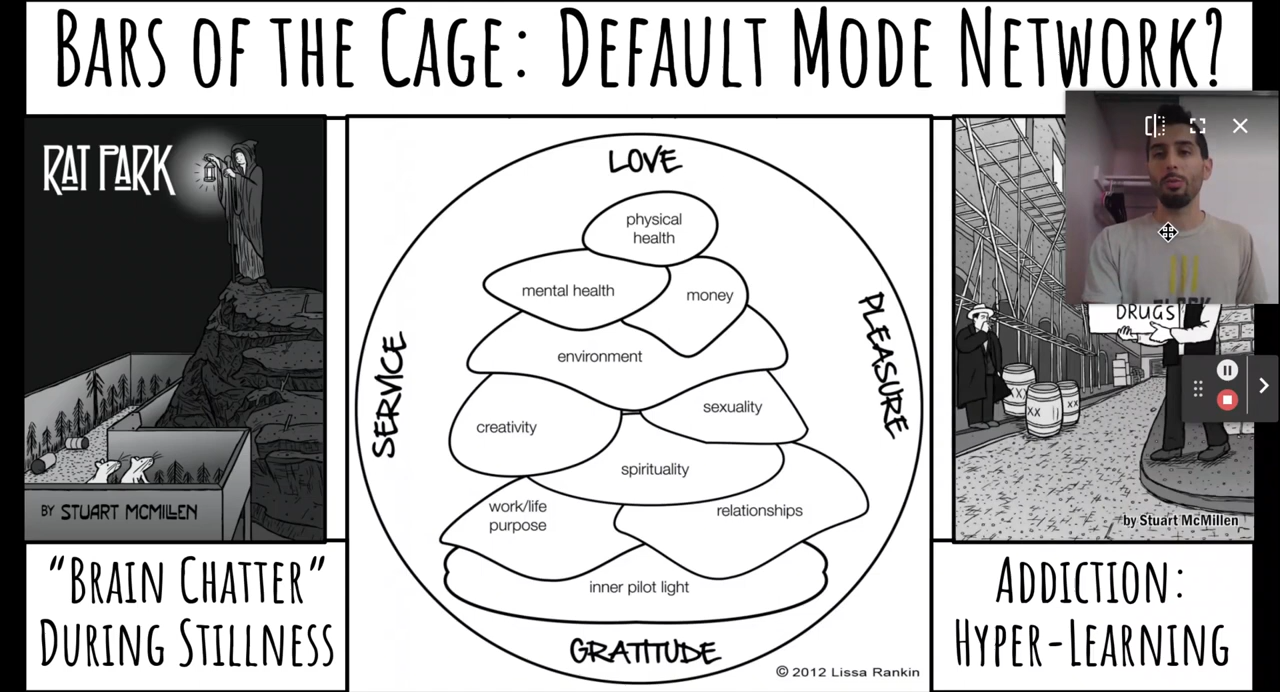 BARS OF THE CAGE: DEFAULT MODE NETWORK?
RAT PARK
BY STUART MCMILLEN
"BRAIN CHATTER"
DURING STILLNESS
LOVE
physical
health
mental health
money
environment
SERVICE
PLEASURE
creativity
sexuality
spirituality
work/life
purpose
relationships
inner pilot light
GRATITUDE
© 2012 Lissa Rankin
DRUGS
XX
XX
by Stuart McMillen
ADDICTION:
HYPER-LEARNING